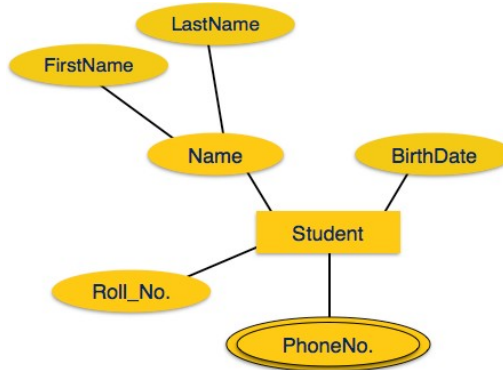 LastName
FirstName
Name
BirthDate
Student
Roll_No.
PhoneNo.